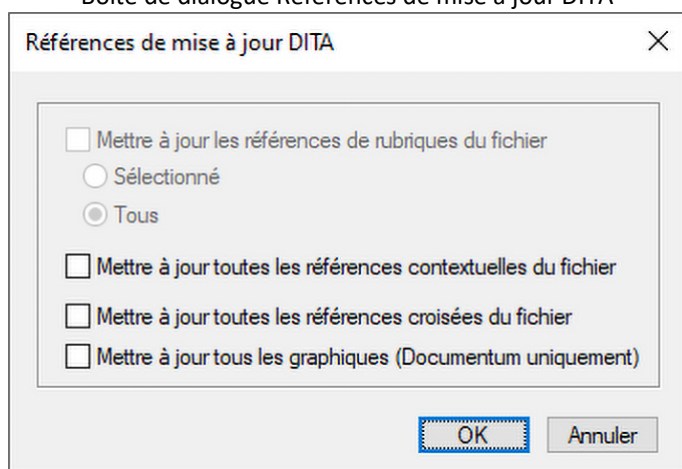 Boîte de dialogue Références de mise à jour DITA
Références de mise à jour DITA
Mettre à jour les références de rubriques du fichier
Sélectionné
Tous
Mettre à jour toutes les références contextuelles du fichier
Mettre à jour toutes les références croisées du fichier
Mettre à jour tous les graphiques (Documentum uniquement)
OK Annuler